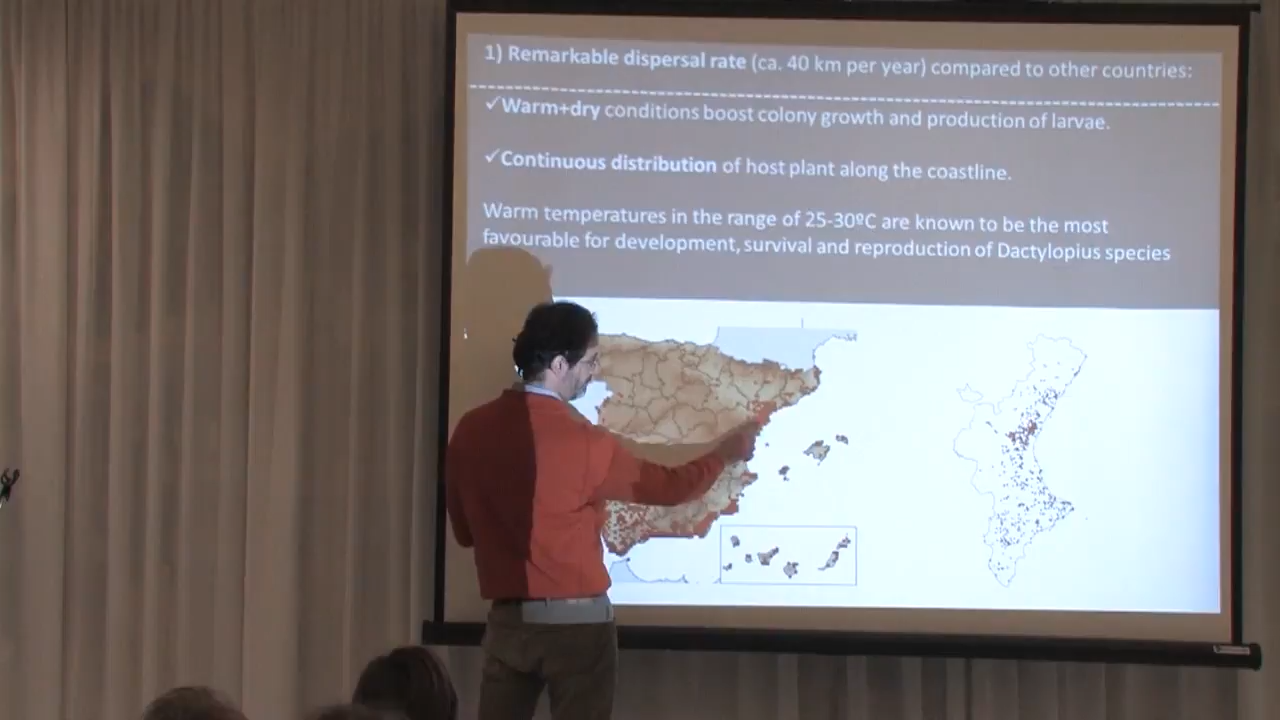 1) Remarkable dispersal rate (ca. 40 km per year) compared to other countries:
✓Warm+dry conditions boost colony growth and production of larvae.
✓Continuous distribution of host plant along the coastline.
Warm temperatures in the range of 25-30ºC are known to be the most
favourable for development, survival and reproduction of Dactylopius species